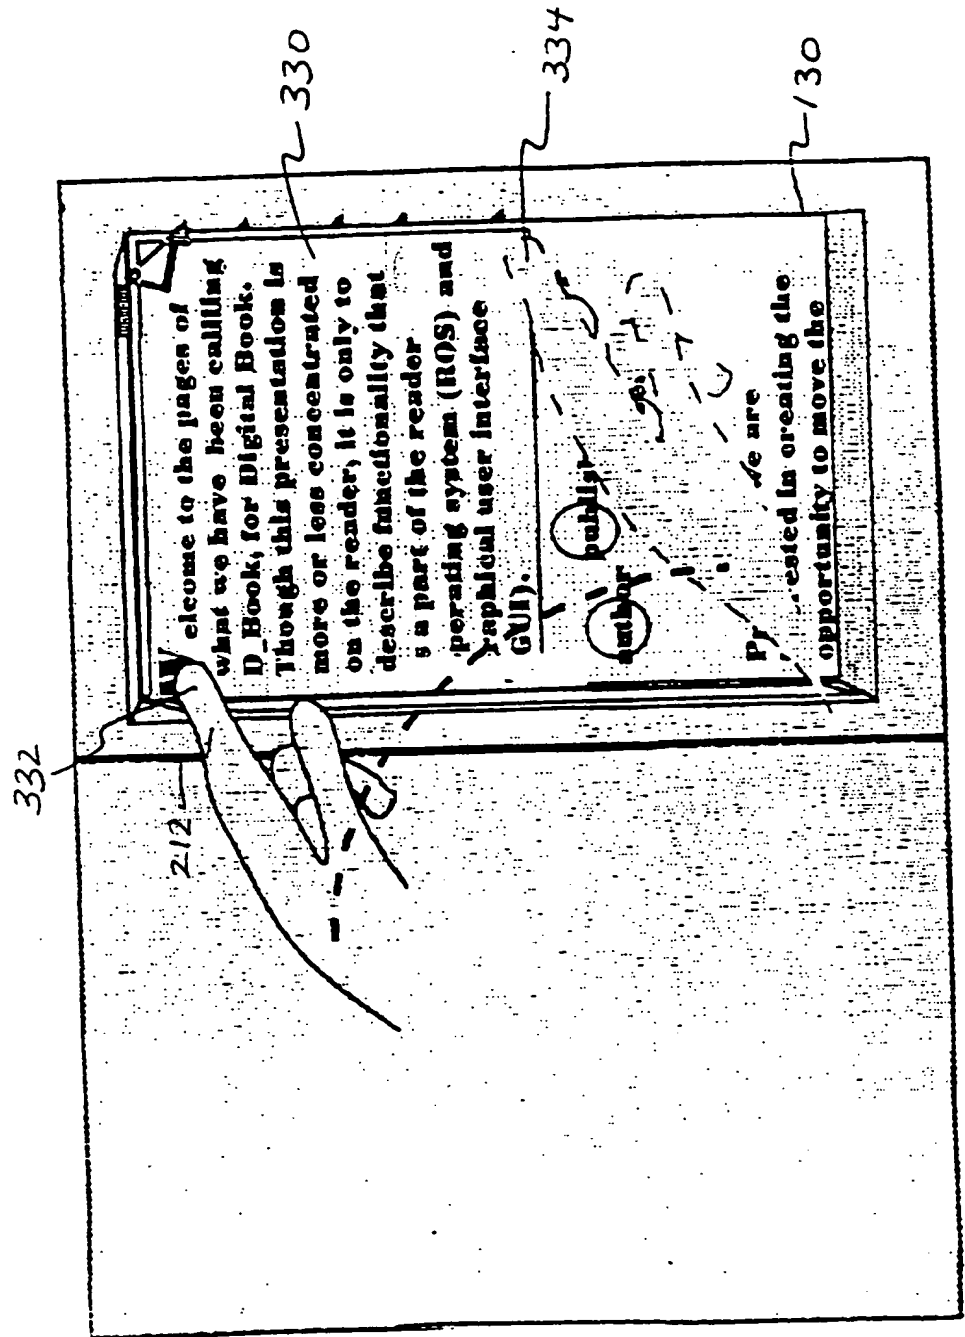 330
334
130
332
212
elcome to the pages of
what we have been callling
D_Book, for Digital Book.
Though this presentation is
more or less concentrated
on the reader, it is only to
describe functionality that
s a part of the reader
perating system (ROS) and
raphical user interface
GUI).
author publis
Pr e are
ested in creating the
opportunity to move the